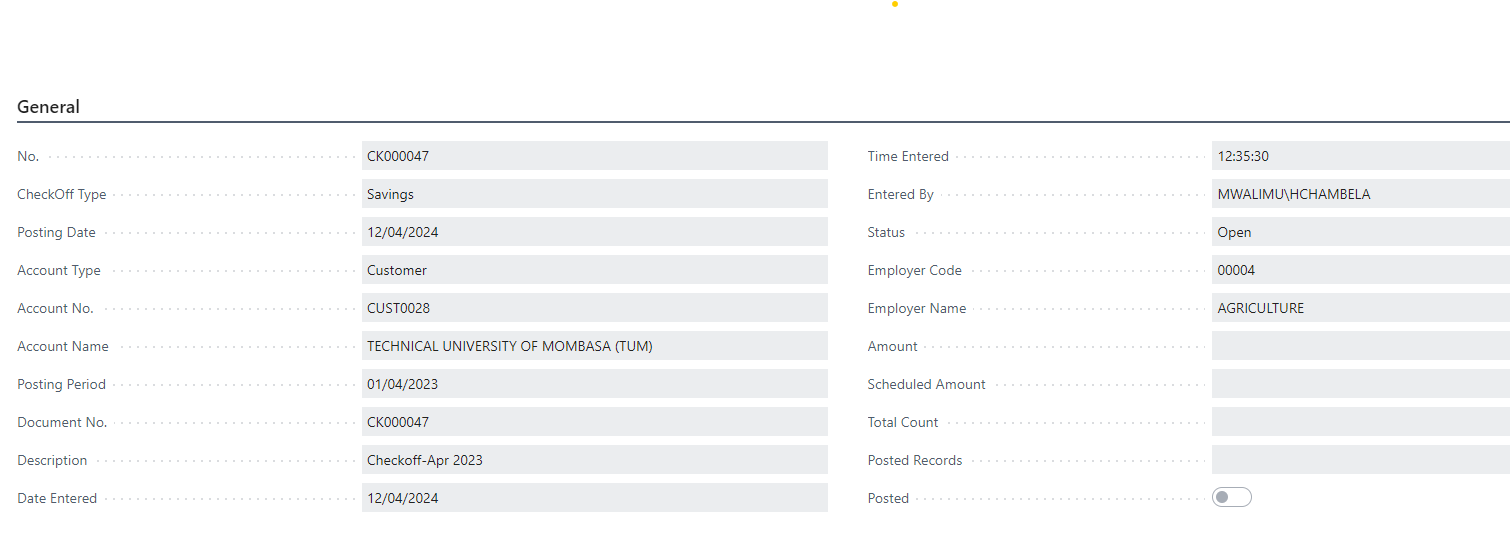 General
No. CK000047
CheckOff Type Savings
Posting Date 12/04/2024
Account Type Customer
Account No. CUST0028
Account Name TECHNICAL UNIVERSITY OF MOMBASA (TUM)
Posting Period 01/04/2023
Document No. CK000047
Description Checkoff-Apr 2023
Date Entered 12/04/2024
Time Entered 12:35:30
Entered By MWALIMU\HCHAMBELA
Status Open
Employer Code 00004
Employer Name AGRICULTURE
Amount
Scheduled Amount
Total Count
Posted Records
Posted